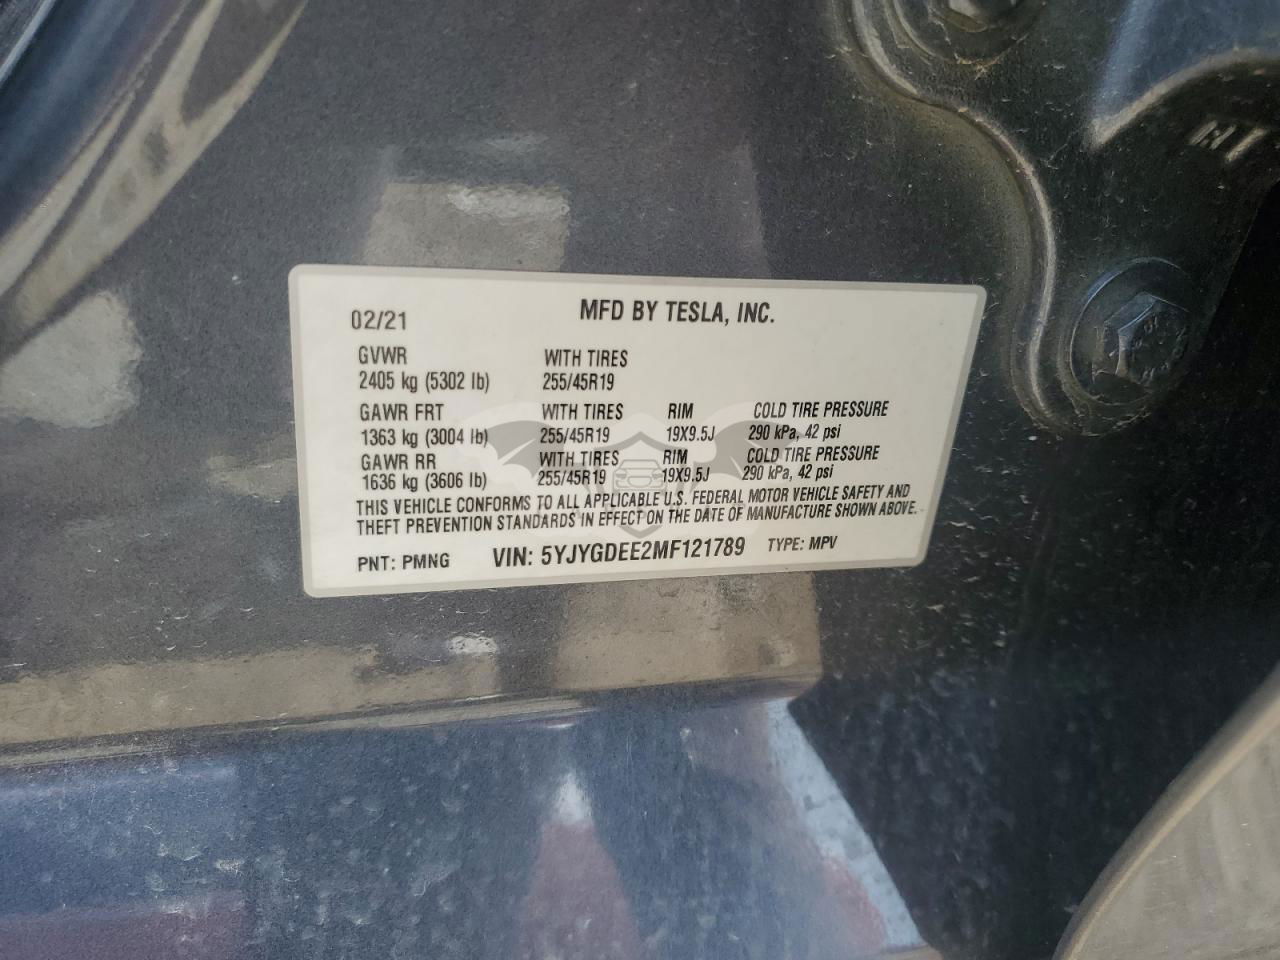 02/21 MFD BY TESLA, INC.
GVWR WITH TIRES
2405 kg (5302 lb) 255/45R19
GAWR FRT WITH TIRES RIM COLD TIRE PRESSURE
1363 kg (3004 lb) 255/45R19 19X9.5J 290 kPa, 42 psi
GAWR RR WITH TIRES RIM COLD TIRE PRESSURE
1636 kg (3606 lb) 255/45R19 19X9.5J 290 kPa, 42 psi
THIS VEHICLE CONFORMS TO ALL APPLICABLE U.S. FEDERAL MOTOR VEHICLE SAFETY AND
THEFT PREVENTION STANDARDS IN EFFECT ON THE DATE OF MANUFACTURE SHOWN ABOVE.
PNT: PMNG VIN: 5YJYGDEE2MF121789 TYPE: MPV